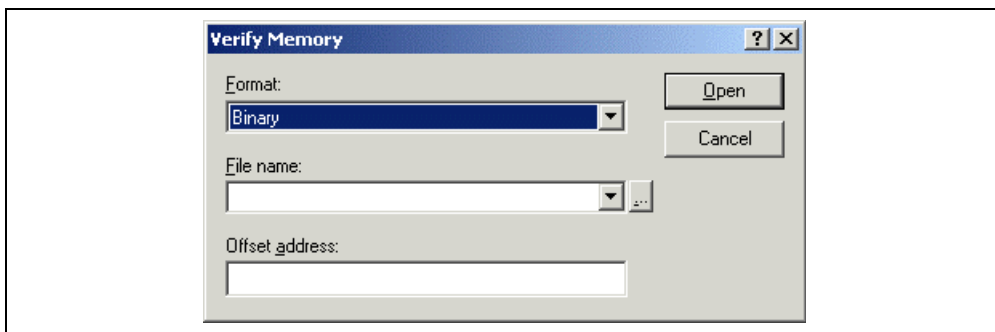 Verify Memory
Format:
Open
Binary
Cancel
File name:
...
Offset address: